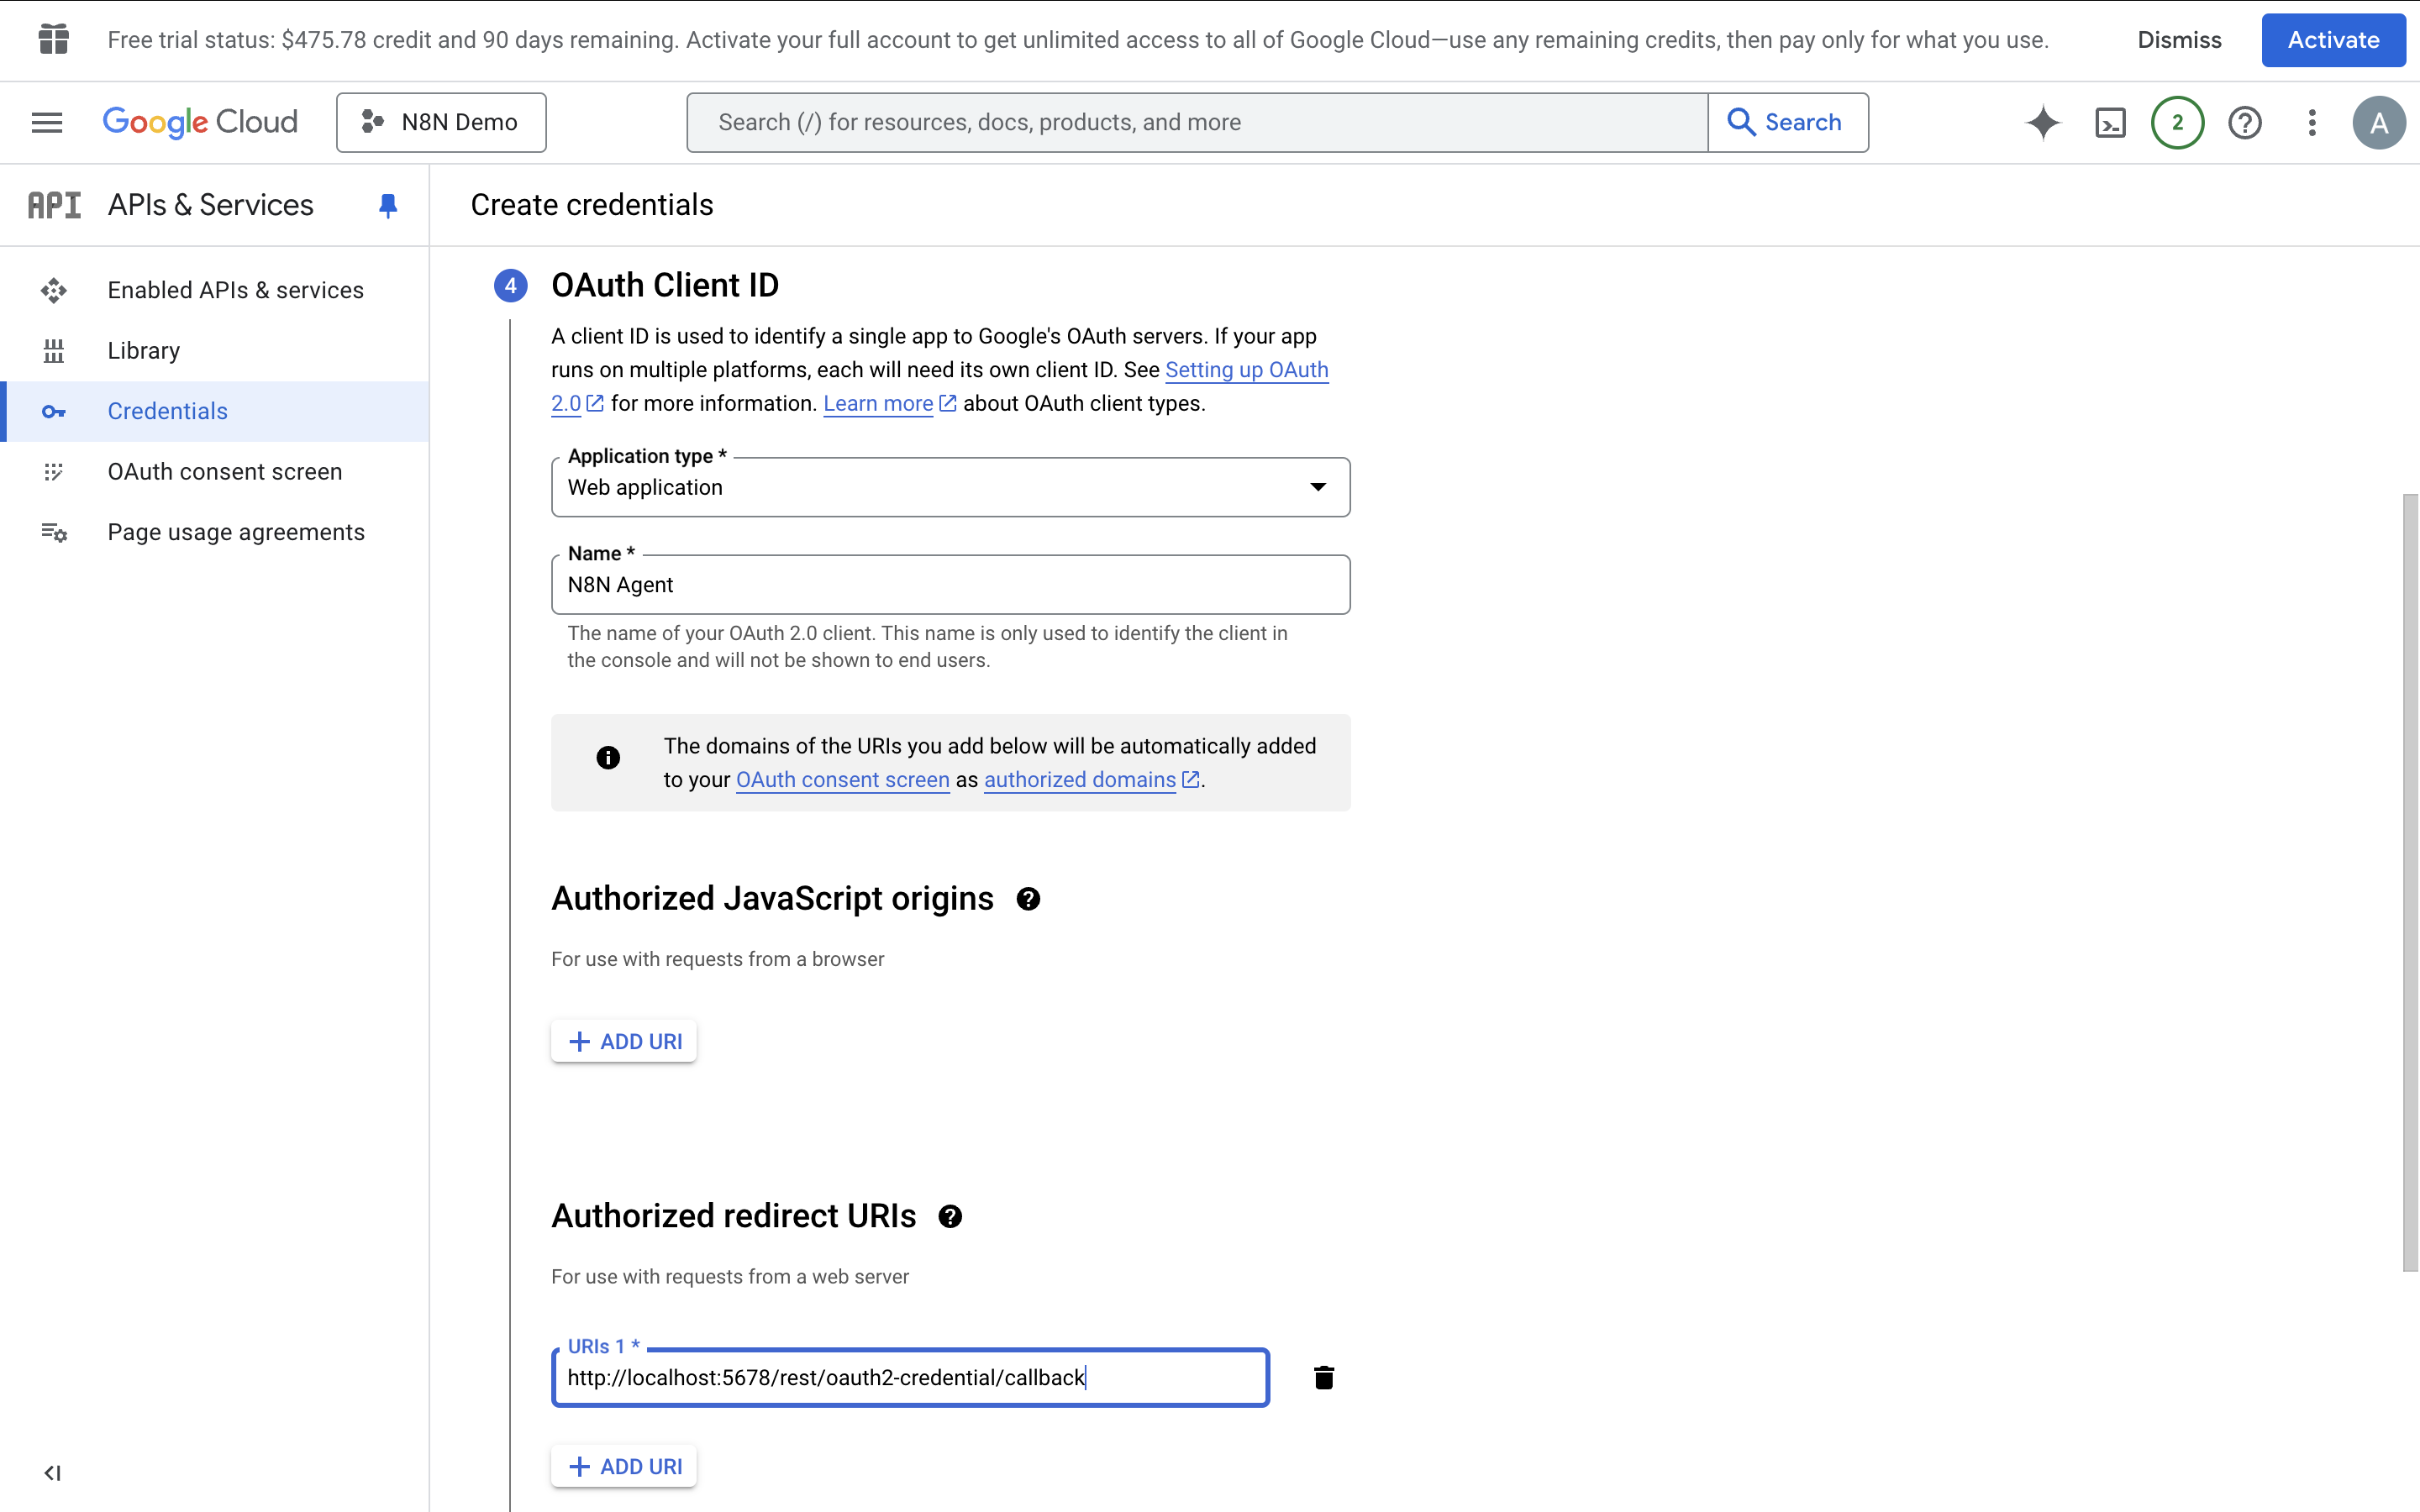 Free trial status: $475.78 credit and 90 days remaining. Activate your full account to get unlimited access to all of Google Cloud—use any remaining credits, then pay only for what you use.
Dismiss
Activate
Google Cloud
N8N Demo
Search (/) for resources, docs, products, and more
Search
2
A
API
APIs & Services
Create credentials
Enabled APIs & services
Library
Credentials
OAuth consent screen
Page usage agreements
4
OAuth Client ID
A client ID is used to identify a single app to Google's OAuth servers. If your app
runs on multiple platforms, each will need its own client ID. See Setting up OAuth
2.0 for more information. Learn more about OAuth client types.
Application type *
Web application
Name *
N8N Agent
The name of your OAuth 2.0 client. This name is only used to identify the client in
the console and will not be shown to end users.
The domains of the URIs you add below will be automatically added
to your OAuth consent screen as authorized domains.
Authorized JavaScript origins
For use with requests from a browser
+ ADD URI
Authorized redirect URIs
For use with requests from a web server
URIs 1 *
http://localhost:5678/rest/oauth2-credential/callback
+ ADD URI